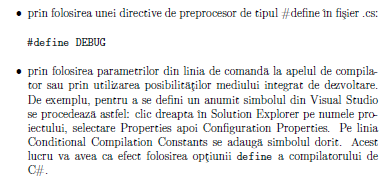 • prin folosirea unei directive de preprocesor de tipul #define în fişier .cs:
#define DEBUG
• prin folosirea parametrilor din linia de comandă la apelul de compila-
tor sau prin utilizarea posibilităţilor mediului integrat de dezvoltare.
De exemplu, pentru a se defini un anumit simbolul din Visual Studio
se procedează astfel: clic dreapta în Solution Explorer pe numele pro-
iectului, selectare Properties apoi Configuration Properties. Pe linia
Conditional Compilation Constants se adaugă simbolul dorit. Acest
lucru va avea ca efect folosirea opţiunii define a compilatorului de
C#.